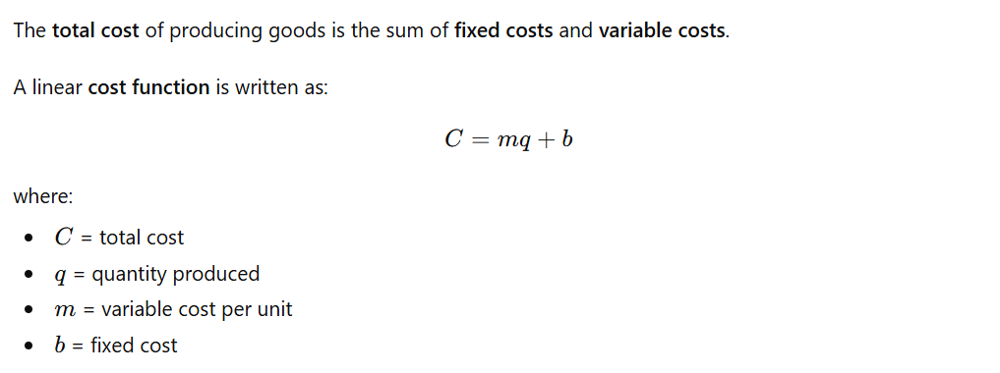 The total cost of producing goods is the sum of fixed costs and variable costs.
A linear cost function is written as:
C = mq + b
where:
• C = total cost
• q = quantity produced
• m = variable cost per unit
• b = fixed cost